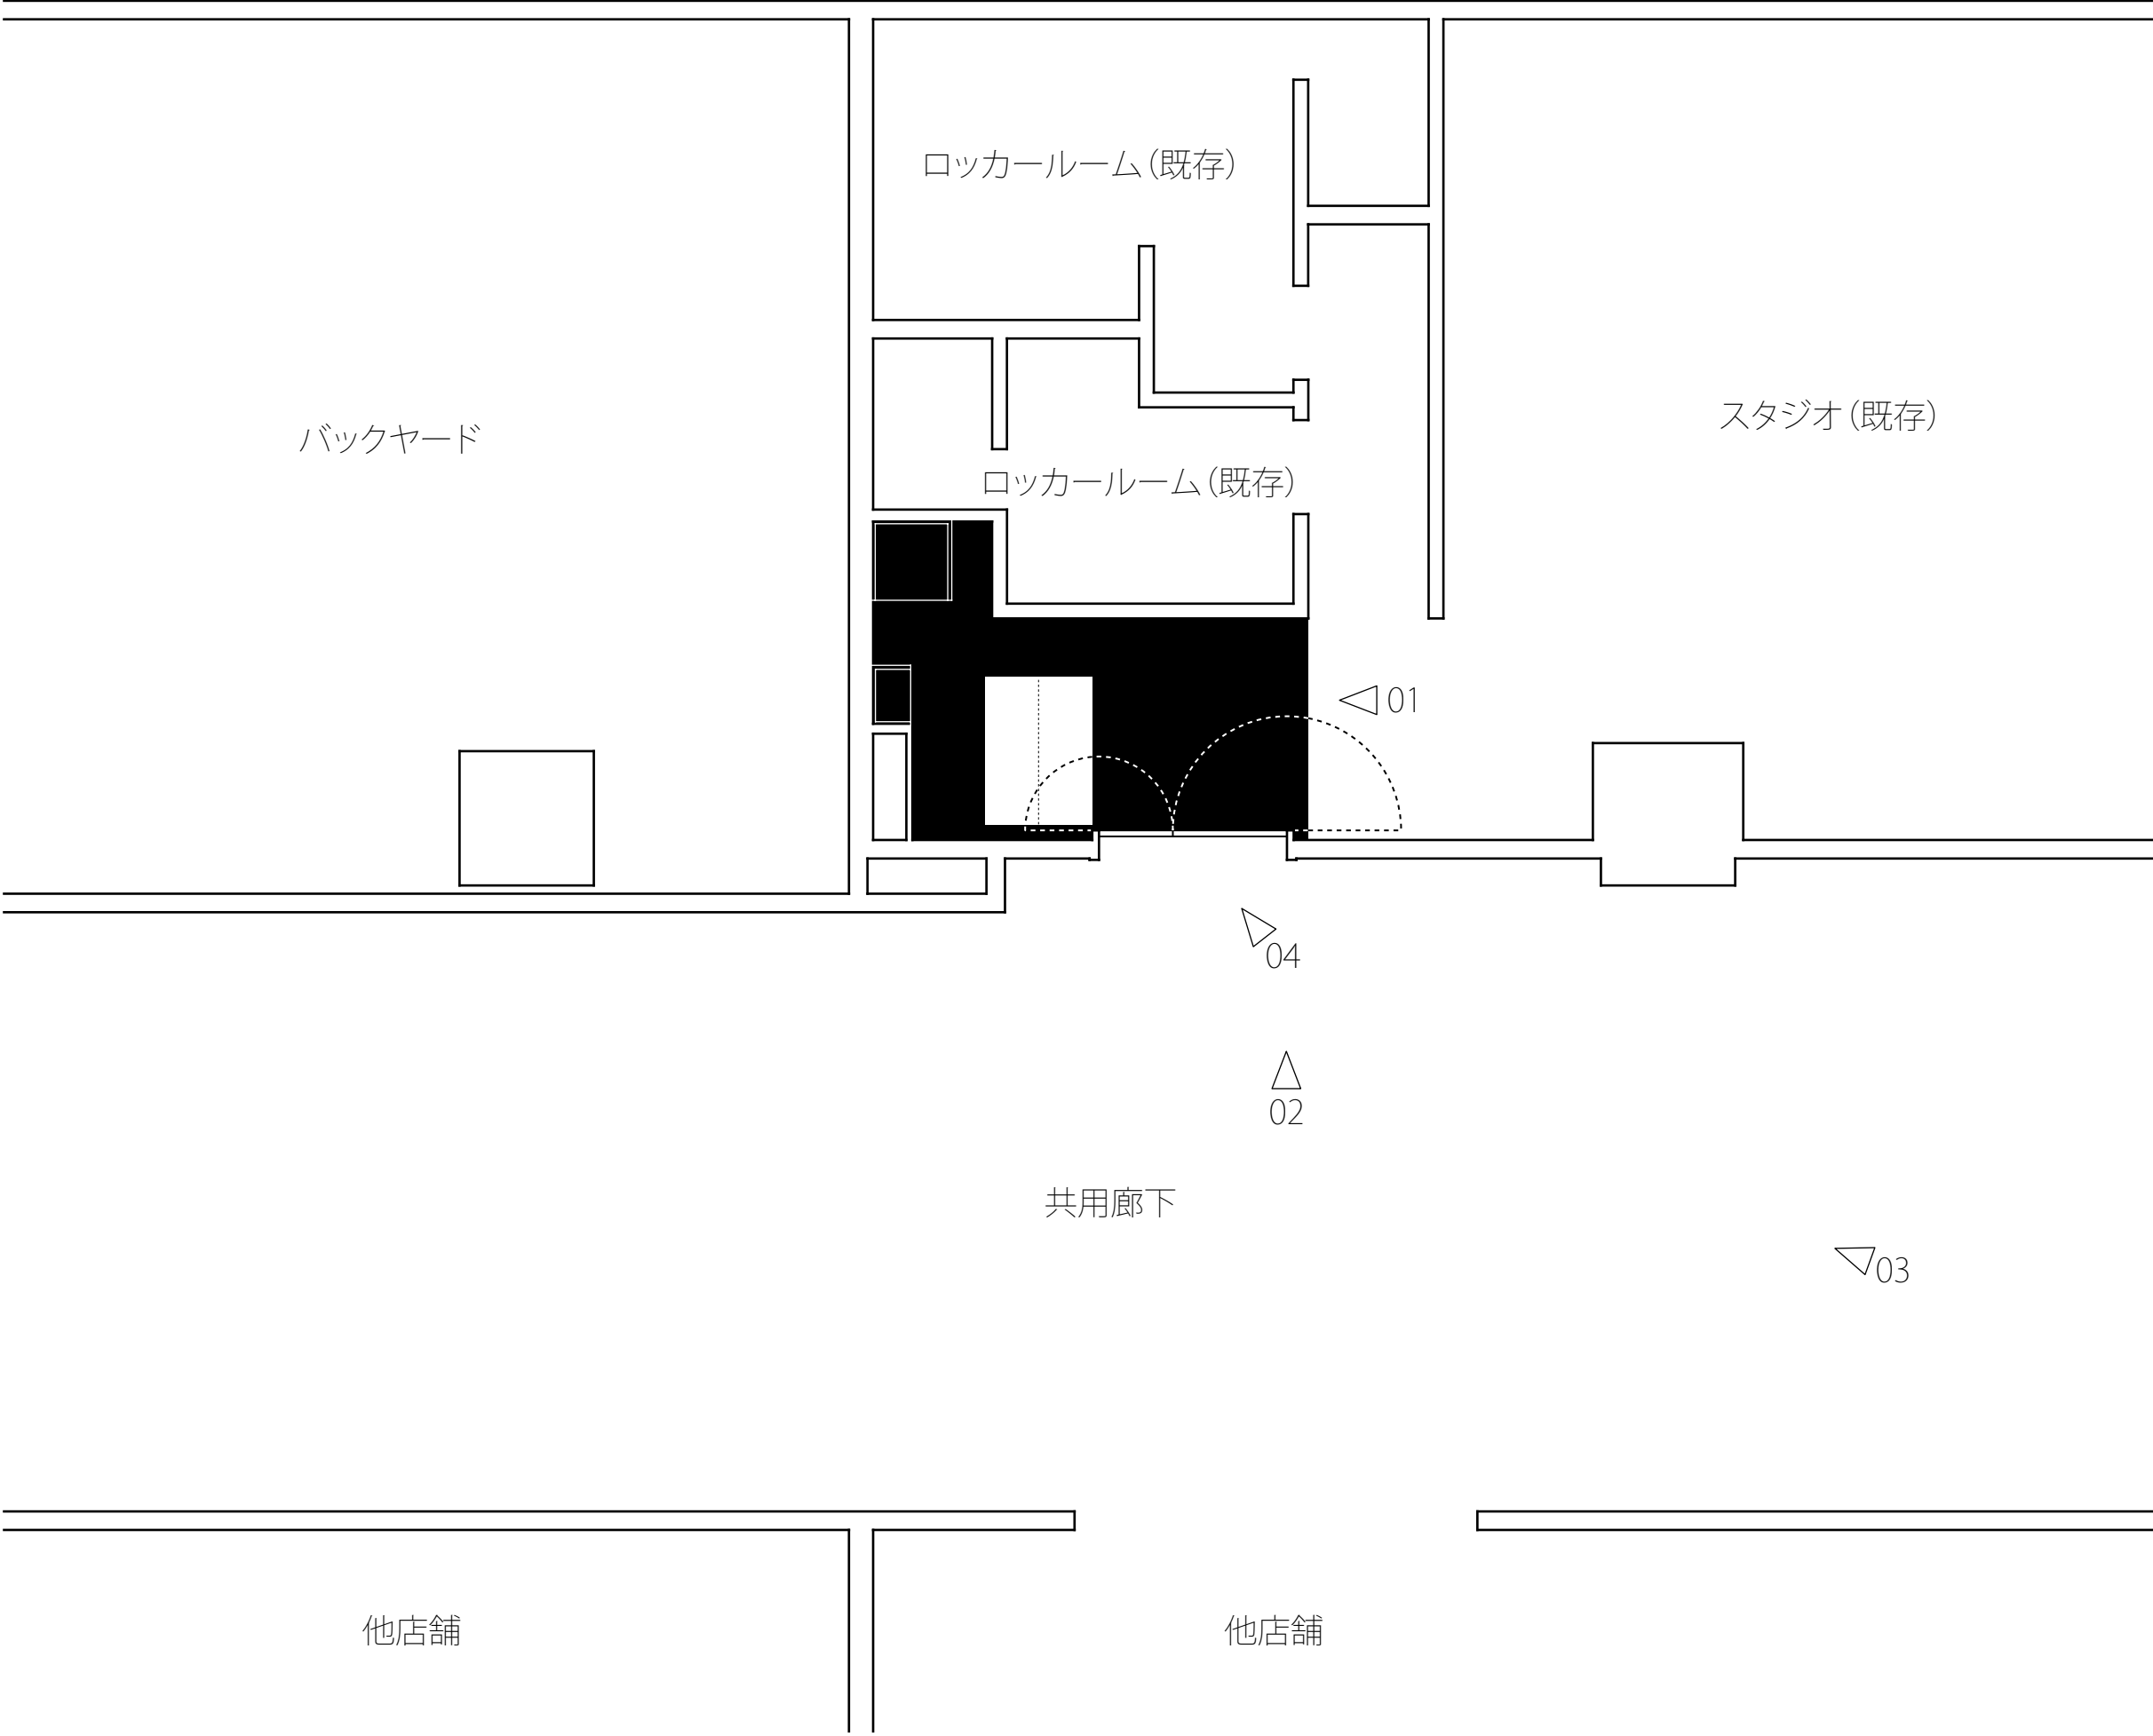 ロッカールーム(既存)
スタジオ(既存)
バックヤード
ロッカールーム(既存)
01
04
02
共用廊下
03
他店舗
他店舗